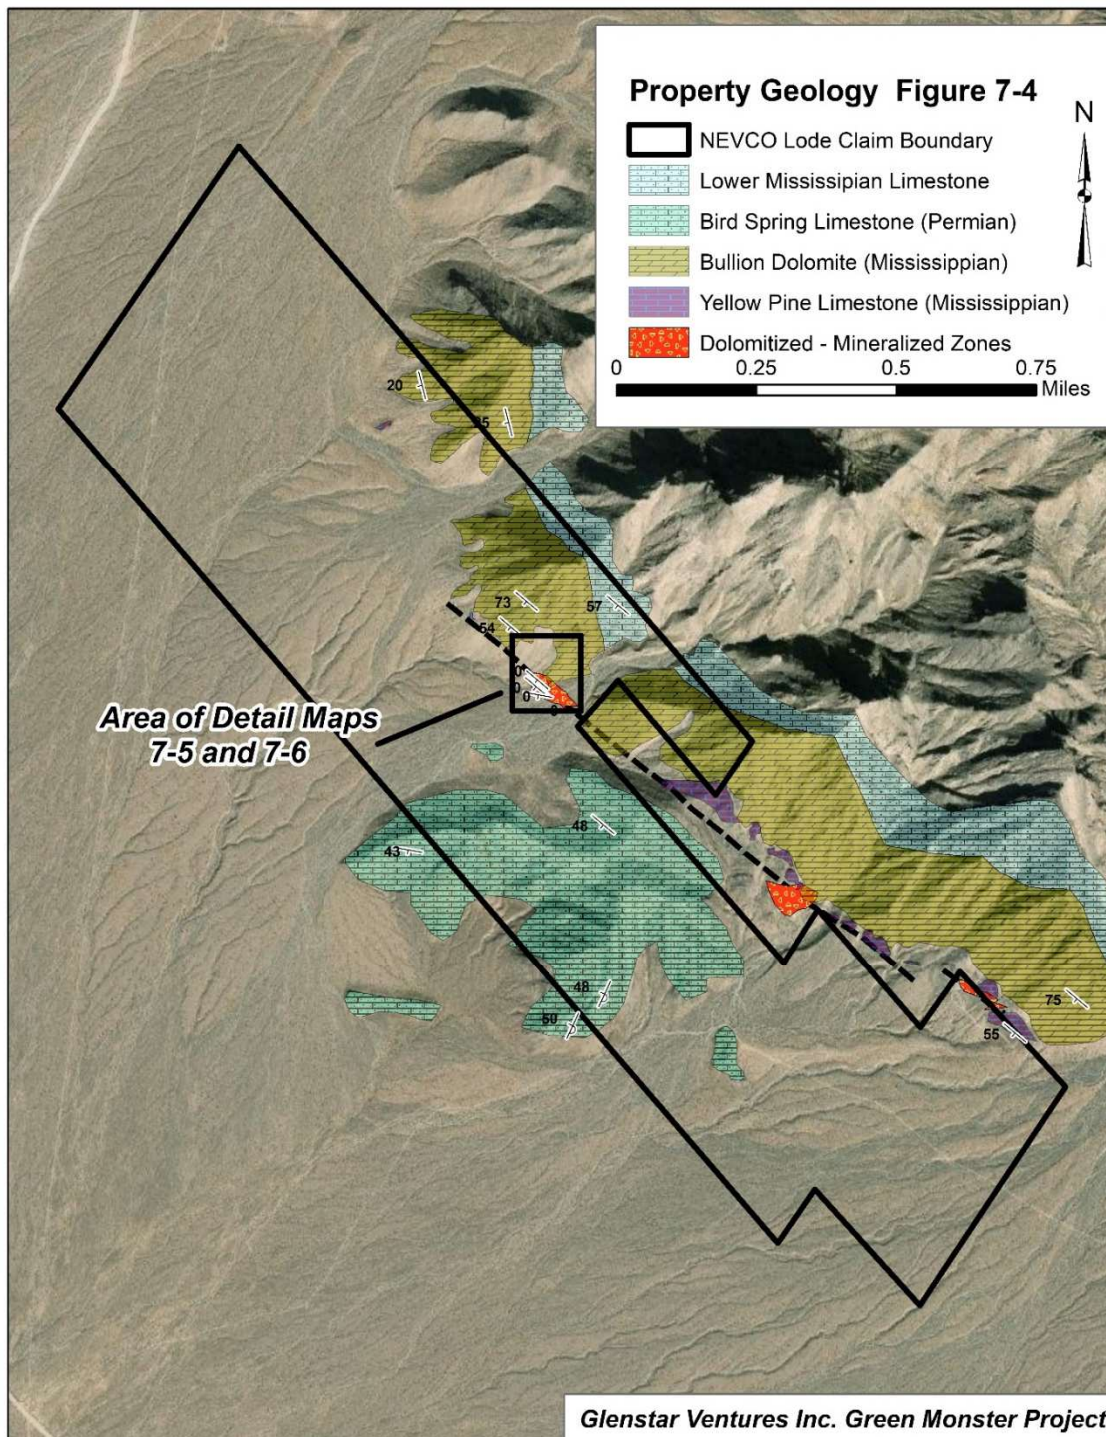 Property Geology Figure 7-4
N
NEVCO Lode Claim Boundary
Lower Mississipian Limestone
Bird Spring Limestone (Permian)
Bullion Dolomite (Mississippian)
Yellow Pine Limestone (Mississippian)
Dolomitized - Mineralized Zones
0 0.25 0.5 0.75
Miles
20
73
57
54
0
0
0
Area of Detail Maps
7-5 and 7-6
48
43
48
50
75
55
Glenstar Ventures Inc. Green Monster Project